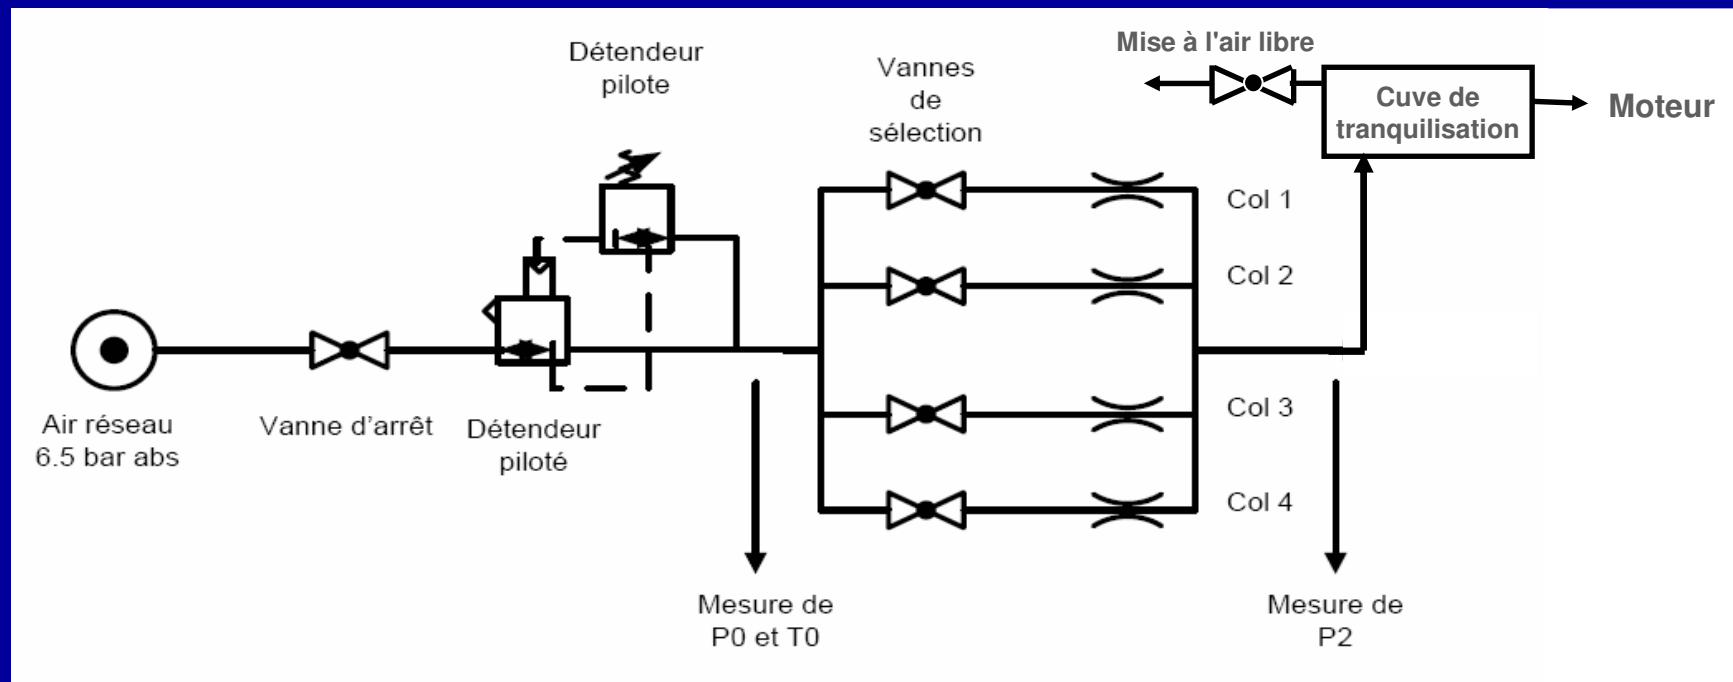 Détendeur
pilote
Vannes
de
sélection
Mise à l'air libre
Cuve de
tranquilisation
Moteur
Col 1
Col 2
Col 3
Col 4
Air réseau
6.5 bar abs
Vanne d'arrêt
Détendeur
piloté
Mesure de
P0 et T0
Mesure de
P2